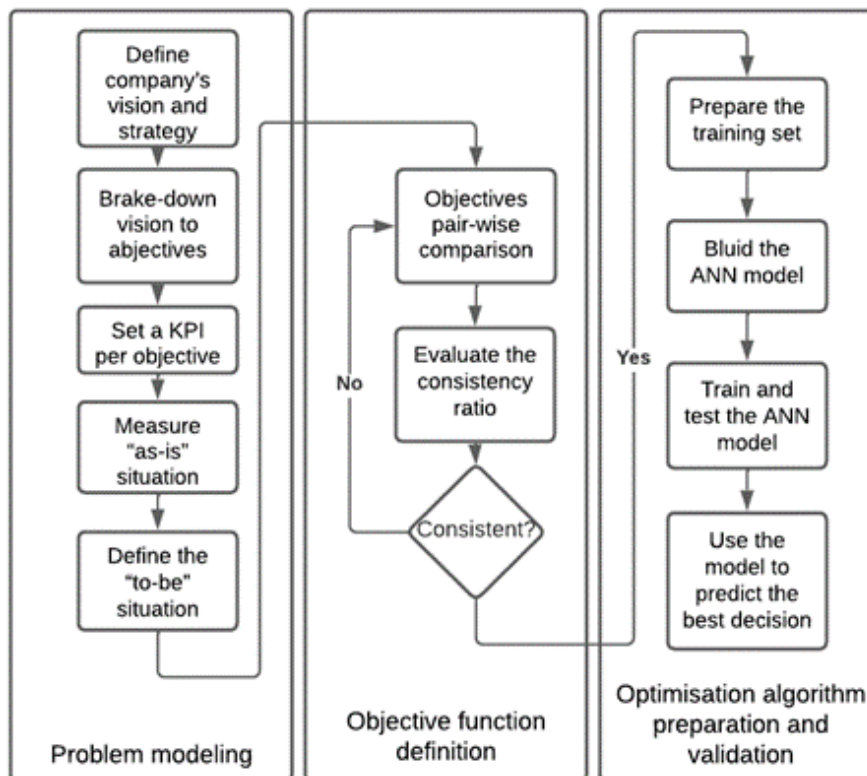 Define
company's
vision and
strategy
Brake-down
vision to
abjectives
Set a KPI
per objective
Measure
"as-is"
situation
Define the
"to-be"
situation
Problem modeling
Objectives
pair-wise
comparison
Evaluate the
consistency
ratio
No
Consistent?
Objective function
definition
Yes
Prepare the
training set
Bluid the
ANN model
Train and
test the ANN
model
Use the
model to
predict the
best decision
Optimisation algorithm
preparation and
validation